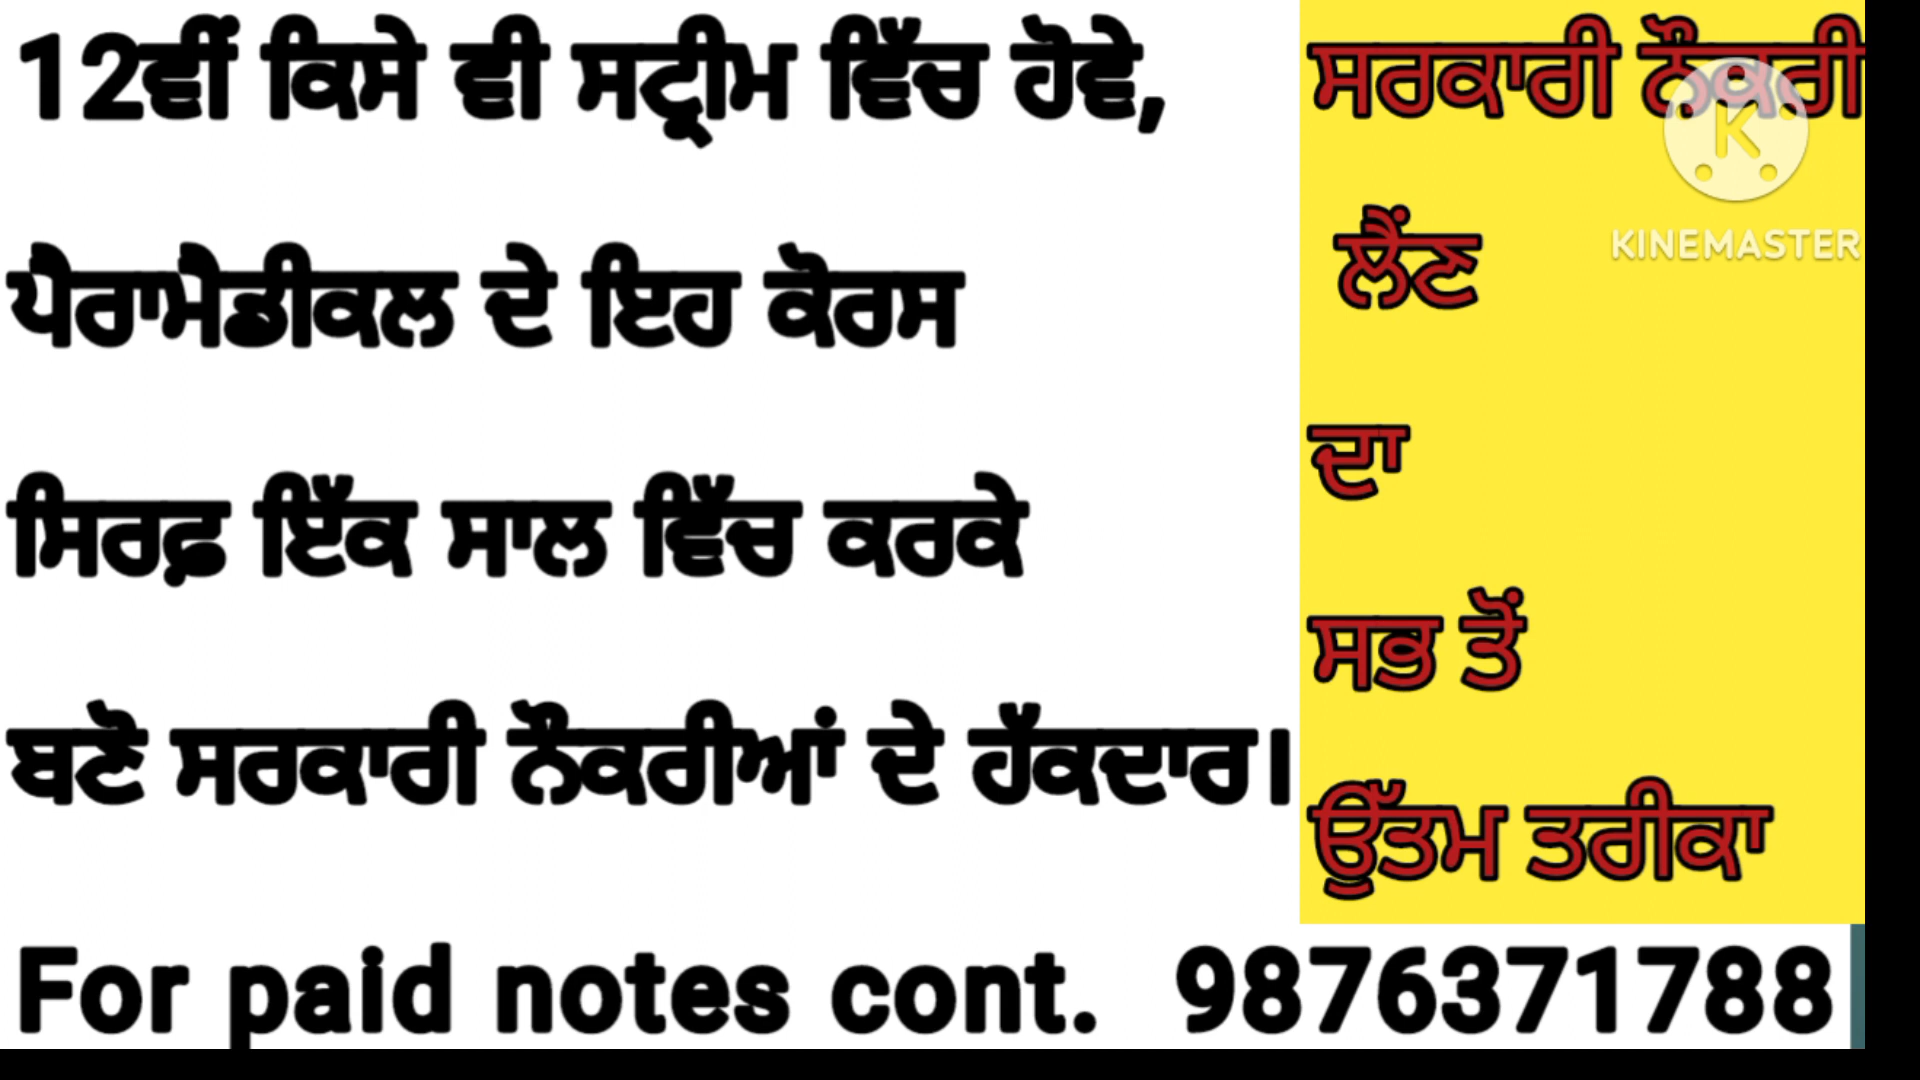 12ਵੀਂ ਕਿਸੇ ਵੀ ਸਟ੍ਰੀਮ ਵਿੱਚ ਹੋਵੇ,
ਪੈਰਾਮੈਡੀਕਲ ਦੇ ਇਹ ਕੋਰਸ
ਸਿਰਫ਼ ਇੱਕ ਸਾਲ ਵਿੱਚ ਕਰਕੇ
ਬਣੋ ਸਰਕਾਰੀ ਨੌਕਰੀਆਂ ਦੇ ਹੱਕਦਾਰ।
ਸਰਕਾਰੀ ਨੌਕਰੀ
ਲੈਂਣ
ਦਾ
ਸਭ ਤੋਂ
ਊੱਤਮ ਤਰੀਕਾ
K
KINEMASTER
For paid notes cont. 9876371788